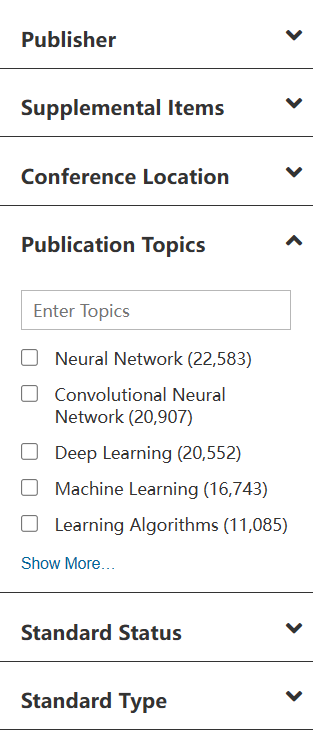 Publisher
Supplemental Items
Conference Location
Publication Topics
Enter Topics
Neural Network (22,583)
Convolutional Neural
Network (20,907)
Deep Learning (20,552)
Machine Learning (16,743)
Learning Algorithms (11,085)
Show More...
Standard Status
Standard Type